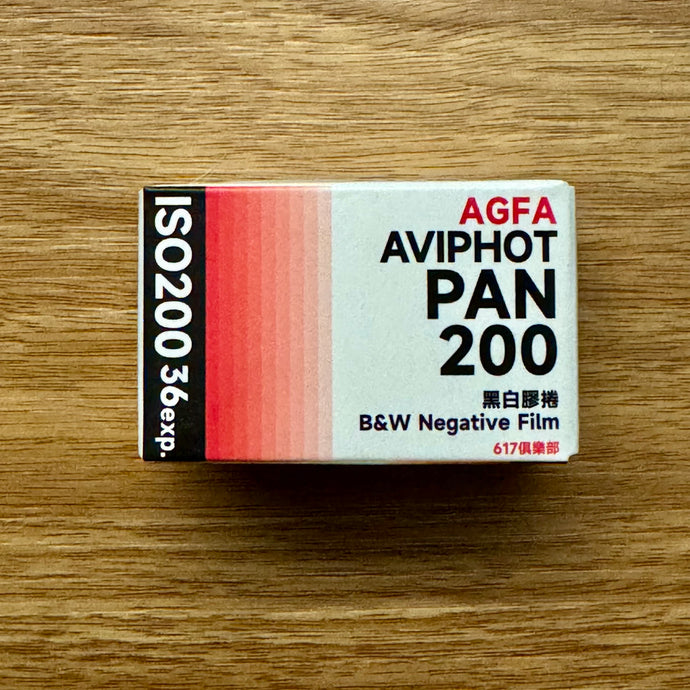 ISO200 36exp.
AGFA
AVIPHOT
PAN
200
黑白膠捲
B&W Negative Film
617俱樂部